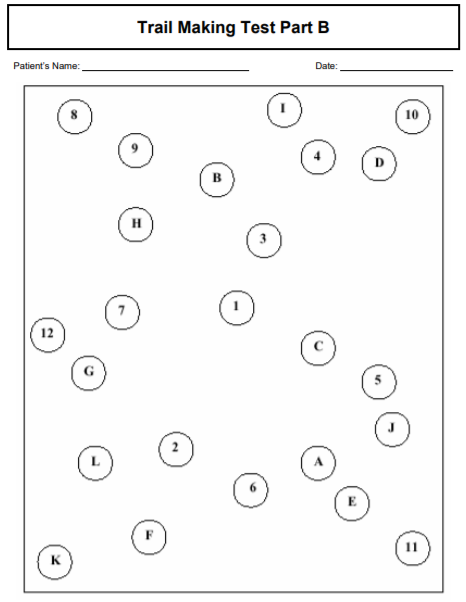 Trail Making Test Part B
Patient's Name: Date:
8 I 10
9 4 D
B
H 3
7 1
12 C
G 5
J
L 2 A
6 E
F
K 11